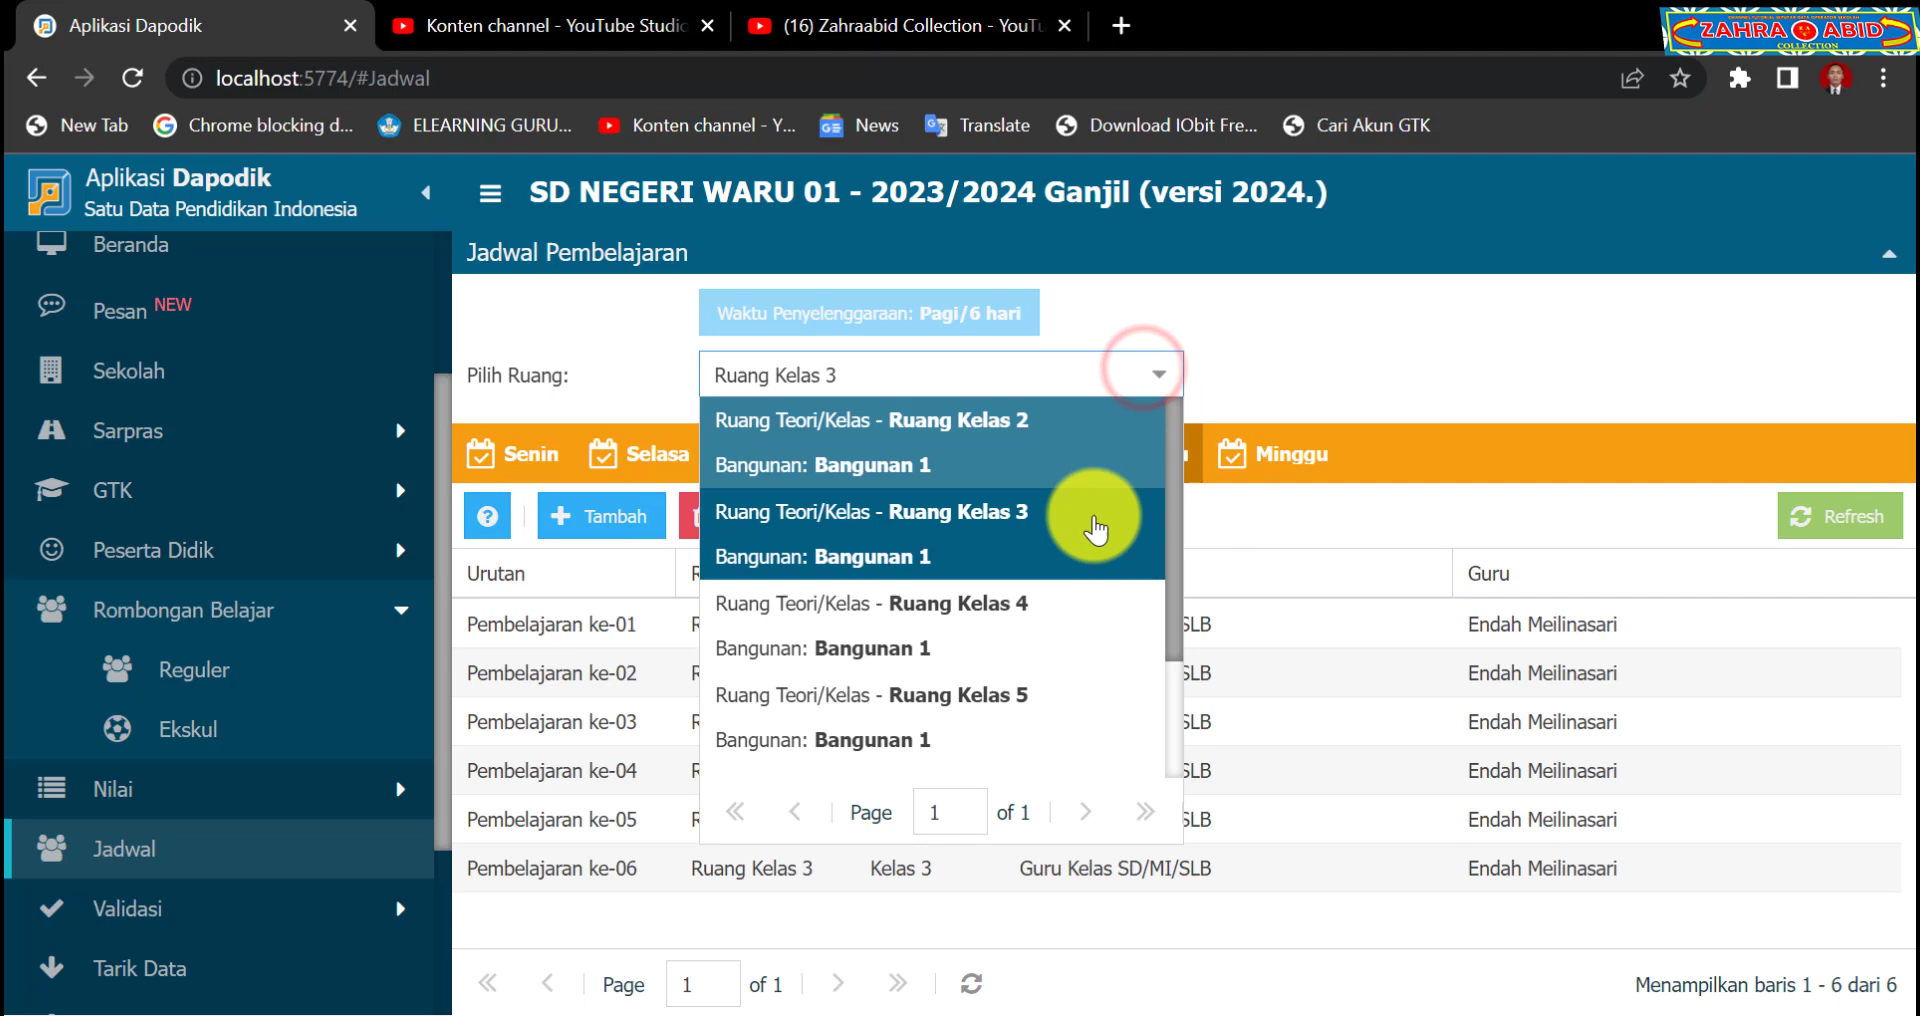 Aplikasi Dapodik
Konten channel - YouTube Studio
(16) Zahraabid Collection - YouTu
ZAHRA ABID
COLLECTION
localhost:5774/#Jadwal
New Tab
Chrome blocking d...
ELEARNING GURU...
Konten channel - Y...
News
Translate
Download IObit Fre...
Cari Akun GTK
Aplikasi Dapodik
Satu Data Pendidikan Indonesia
SD NEGERI WARU 01 - 2023/2024 Ganjil (versi 2024.)
Beranda
Pesan NEW
Sekolah
Sarpras
GTK
Peserta Didik
Rombongan Belajar
Reguler
Ekskul
Nilai
Jadwal
Validasi
Tarik Data
Jadwal Pembelajaran
Waktu Penyelenggaraan: Pagi/6 hari
Pilih Ruang:
Ruang Kelas 3
Ruang Teori/Kelas - Ruang Kelas 2
Bangunan: Bangunan 1
Ruang Teori/Kelas - Ruang Kelas 3
Bangunan: Bangunan 1
Ruang Teori/Kelas - Ruang Kelas 4
Bangunan: Bangunan 1
Ruang Teori/Kelas - Ruang Kelas 5
Bangunan: Bangunan 1
Page 1 of 1
Senin
Selasa
Minggu
Tambah
Refresh
Urutan
Guru
Pembelajaran ke-01 R SLB Endah Meilinasari
Pembelajaran ke-02 R SLB Endah Meilinasari
Pembelajaran ke-03 R SLB Endah Meilinasari
Pembelajaran ke-04 R SLB Endah Meilinasari
Pembelajaran ke-05 R SLB Endah Meilinasari
Pembelajaran ke-06 Ruang Kelas 3 Kelas 3 Guru Kelas SD/MI/SLB Endah Meilinasari
Page 1 of 1
Menampilkan baris 1 - 6 dari 6